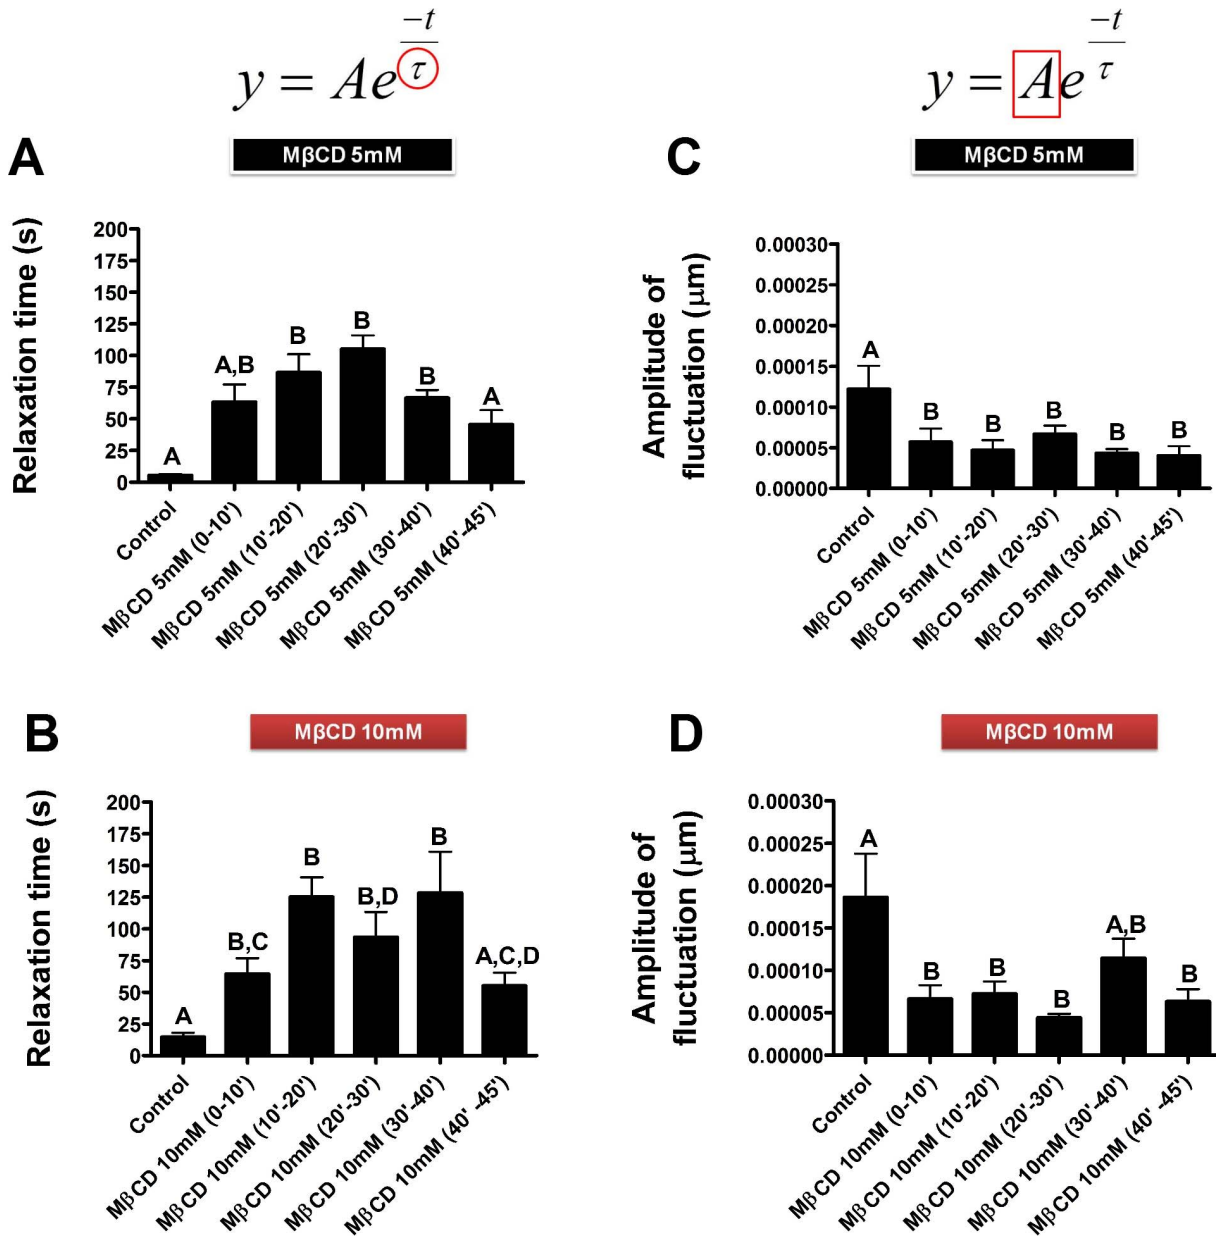 y = Ae^(-t/τ)
y = Ae^(-t/τ)
A
MβCD 5mM
Relaxation time (s)
200
175
150
125
100
75
50
25
0
A
A,B
B
B
B
A
Control
MβCD 5mM (0-10')
MβCD 5mM (10'-20')
MβCD 5mM (20'-30')
MβCD 5mM (30'-40')
MβCD 5mM (40'-45')
C
MβCD 5mM
Amplitude of
fluctuation (μm)
0.00030
0.00025
0.00020
0.00015
0.00010
0.00005
0.00000
A
B
B
B
B
B
Control
MβCD 5mM (0-10')
MβCD 5mM (10'-20')
MβCD 5mM (20'-30')
MβCD 5mM (30'-40')
MβCD 5mM (40'-45')
B
MβCD 10mM
Relaxation time (s)
200
175
150
125
100
75
50
25
0
A
B,C
B
B,D
B
A,C,D
Control
MβCD 10mM (0-10')
MβCD 10mM (10'-20')
MβCD 10mM (20'-30')
MβCD 10mM (30'-40')
MβCD 10mM (40' -45')
D
MβCD 10mM
Amplitude of
fluctuation (μm)
0.00030
0.00025
0.00020
0.00015
0.00010
0.00005
0.00000
A
B
B
B
A,B
B
Control
MβCD 10mM (0-10')
MβCD 10mM (10'-20')
MβCD 10mM (20'-30')
MβCD 10mM (30'-40')
MβCD 10mM (40' -45')